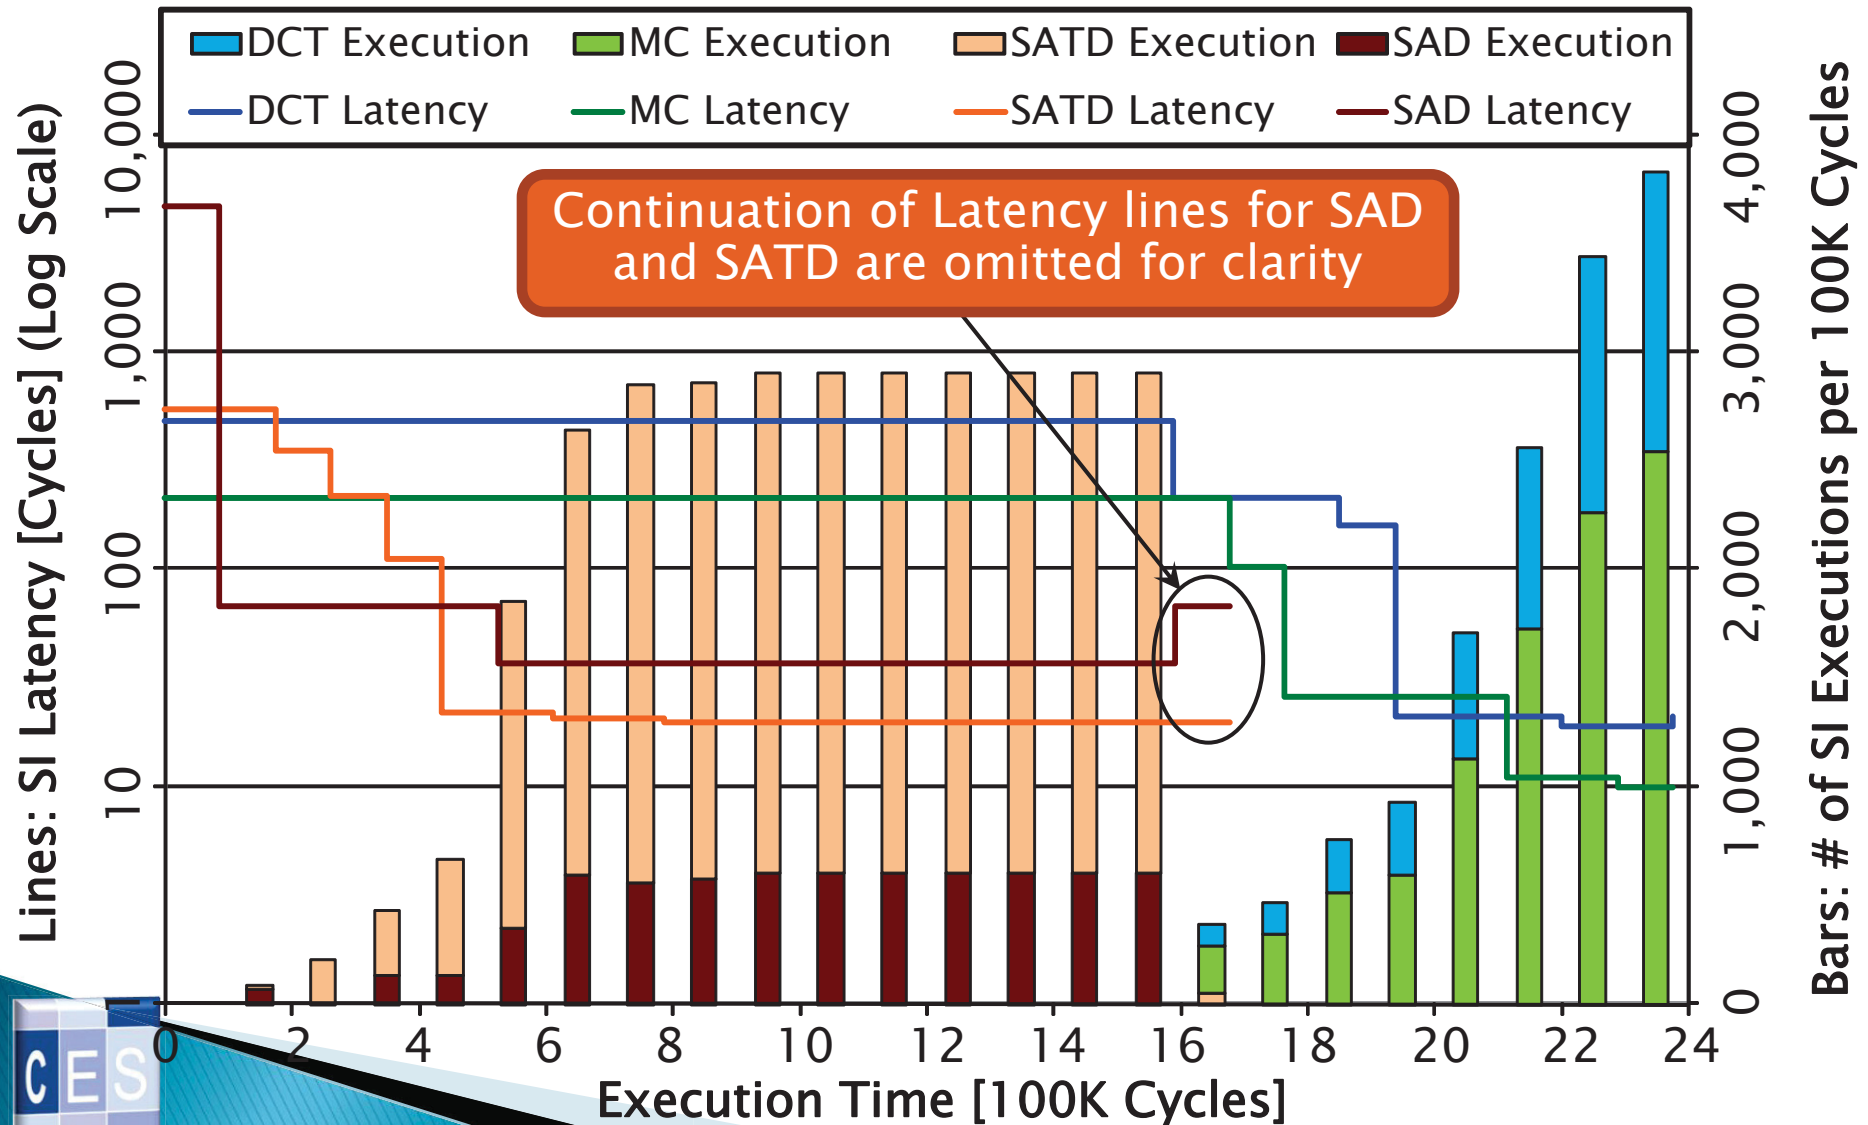 DCT Execution MC Execution SATD Execution SAD Execution
DCT Latency MC Latency SATD Latency SAD Latency
Continuation of Latency lines for SAD
and SATD are omitted for clarity
Lines: SI Latency [Cycles] (Log Scale)
10,000
1,000
100
10
1
4,000
3,000
2,000
1,000
0
Bars: # of SI Executions per 100K Cycles
0 2 4 6 8 10 12 14 16 18 20 22 24
Execution Time [100K Cycles]
CES